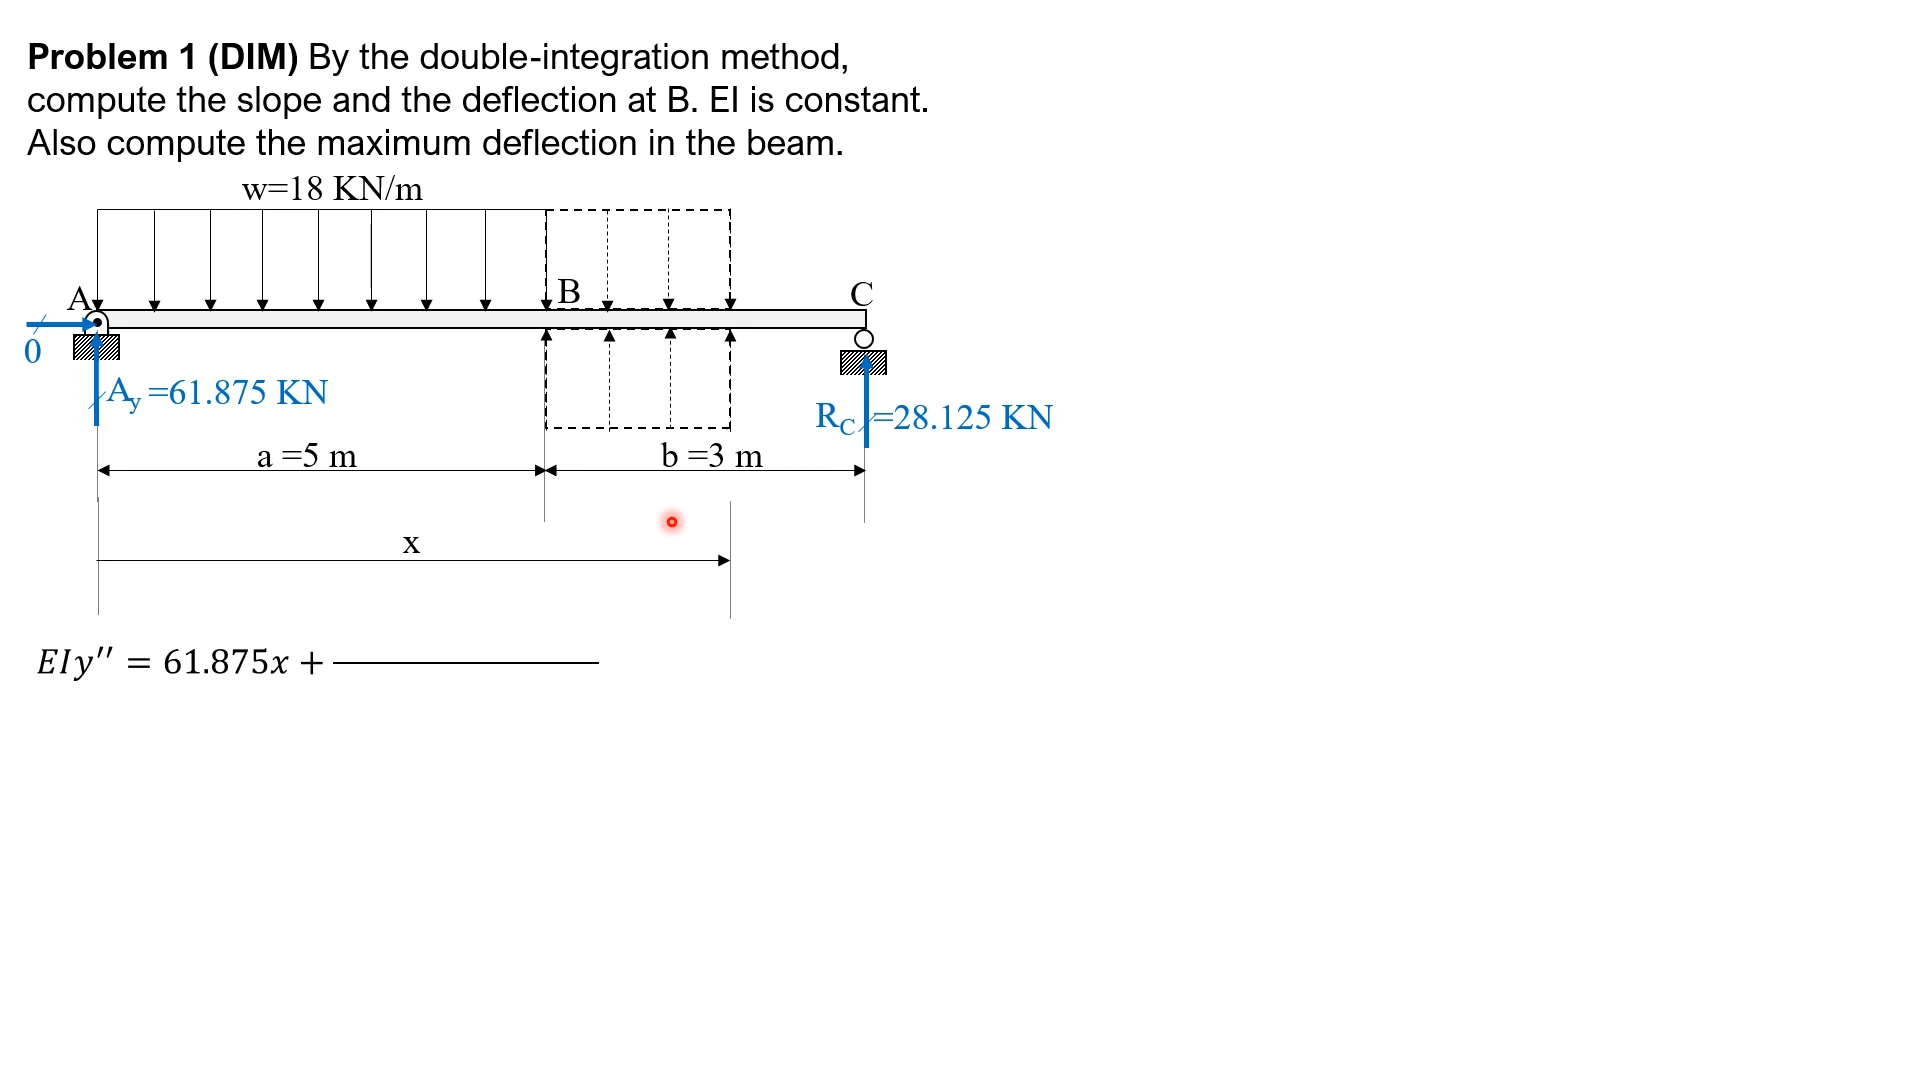 Problem 1 (DIM) By the double-integration method,
compute the slope and the deflection at B. EI is constant.
Also compute the maximum deflection in the beam.
w=18 KN/m
A
B
C
0
Ay =61.875 KN
RC =28.125 KN
a =5 m
b =3 m
x
EIy′′ = 61.875x +